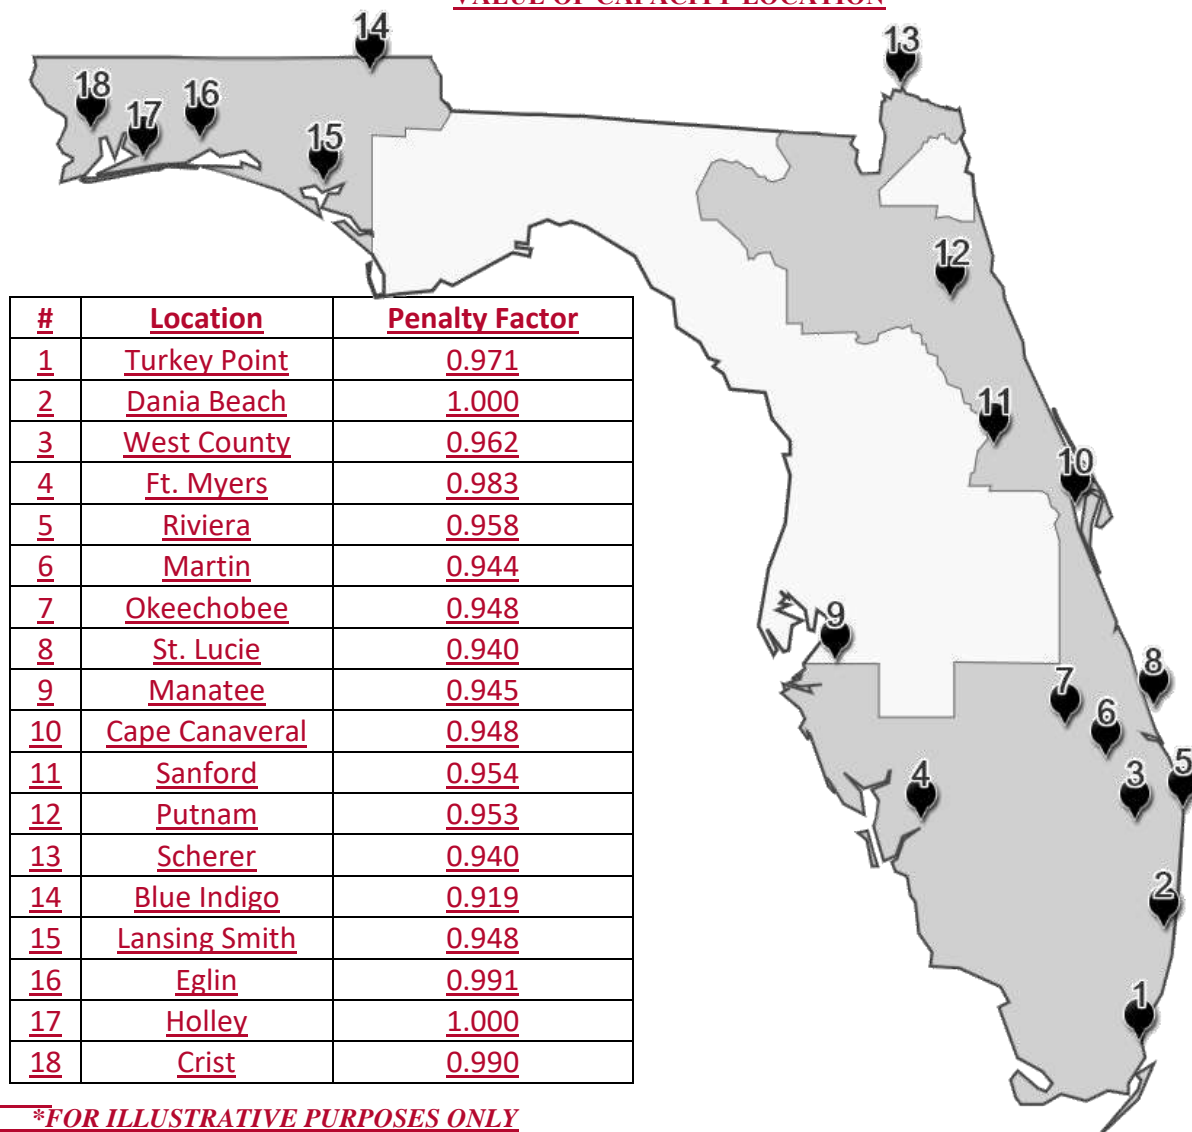 VALUE OF CAPACITY LOCATION
14
13
18
17
16
15
12
11
10
9
8
7
6
5
4
3
2
1
# Location Penalty Factor
1 Turkey Point 0.971
2 Dania Beach 1.000
3 West County 0.962
4 Ft. Myers 0.983
5 Riviera 0.958
6 Martin 0.944
7 Okeechobee 0.948
8 St. Lucie 0.940
9 Manatee 0.945
10 Cape Canaveral 0.948
11 Sanford 0.954
12 Putnam 0.953
13 Scherer 0.940
14 Blue Indigo 0.919
15 Lansing Smith 0.948
16 Eglin 0.991
17 Holley 1.000
18 Crist 0.990
*FOR ILLUSTRATIVE PURPOSES ONLY